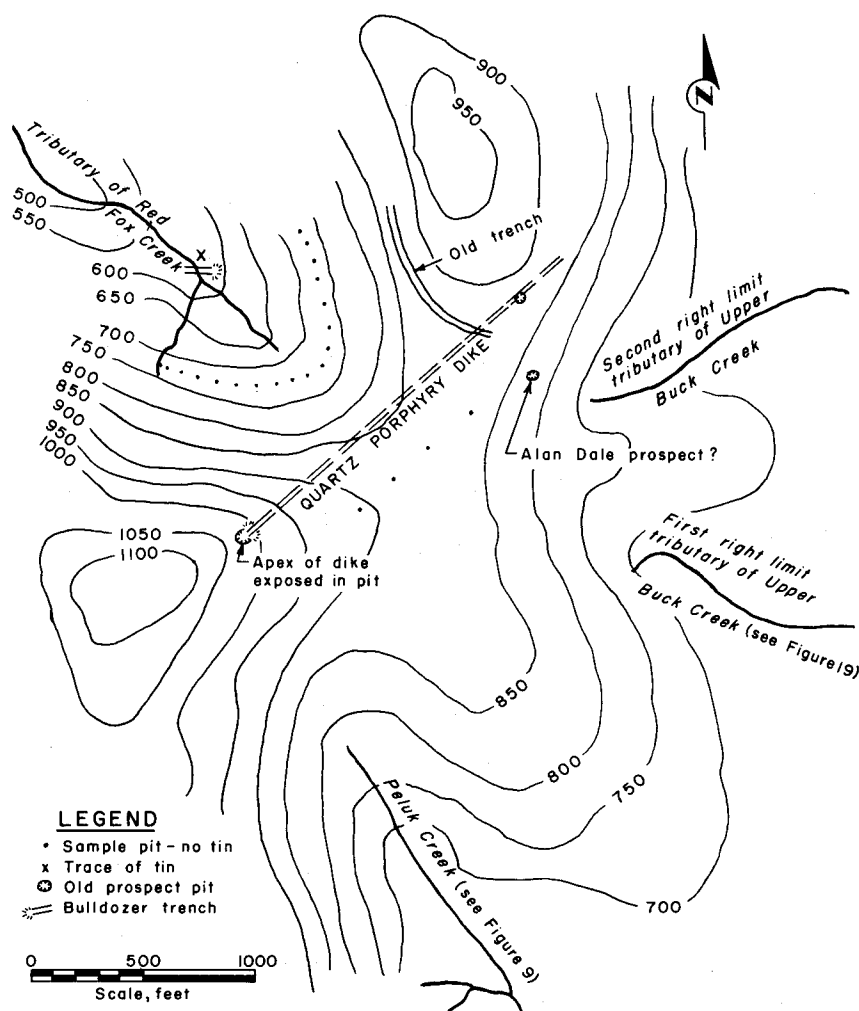 900
950
N
Tributary of Red
Fox Creek
500
550
x
600
650
700
750
800
850
900
950
1000
Old trench
Second right limit
tributary of Upper
Buck Creek
QUARTZ PORPHYRY DIKE
Alan Dale prospect?
1050
1100
Apex of dike
exposed in pit
First right limit
tributary of Upper
Buck Creek (see Figure 19)
850
800
750
700
Peluk Creek (see Figure 9)
LEGEND
Sample pit – no tin
x Trace of tin
Old prospect pit
Bulldozer trench
0 500 1000
Scale, feet